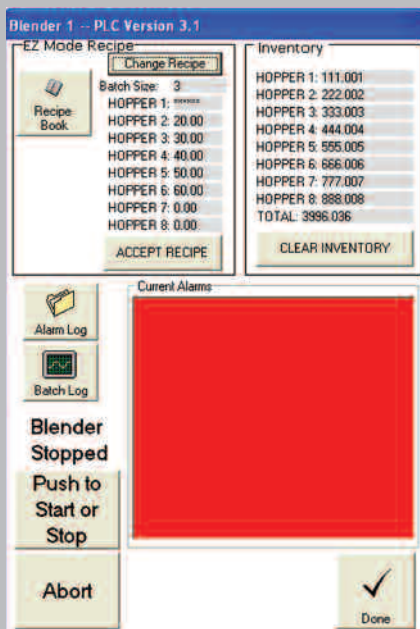 Blender 1 -- PLC Version 3.1
EZ Mode Recipe
Change Recipe
Recipe
Book
Batch Size: 3
HOPPER 1: ******
HOPPER 2: 20.00
HOPPER 3: 30.00
HOPPER 4: 40.00
HOPPER 5: 50.00
HOPPER 6: 60.00
HOPPER 7: 0.00
HOPPER 8: 0.00
ACCEPT RECIPE
Inventory
HOPPER 1: 111.001
HOPPER 2: 222.002
HOPPER 3: 333.003
HOPPER 4: 444.004
HOPPER 5: 555.005
HOPPER 6: 666.006
HOPPER 7: 777.007
HOPPER 8: 888.008
TOTAL: 3996.036
CLEAR INVENTORY
Alarm Log
Batch Log
Current Alarms
Blender
Stopped
Push to
Start or
Stop
Abort
Done